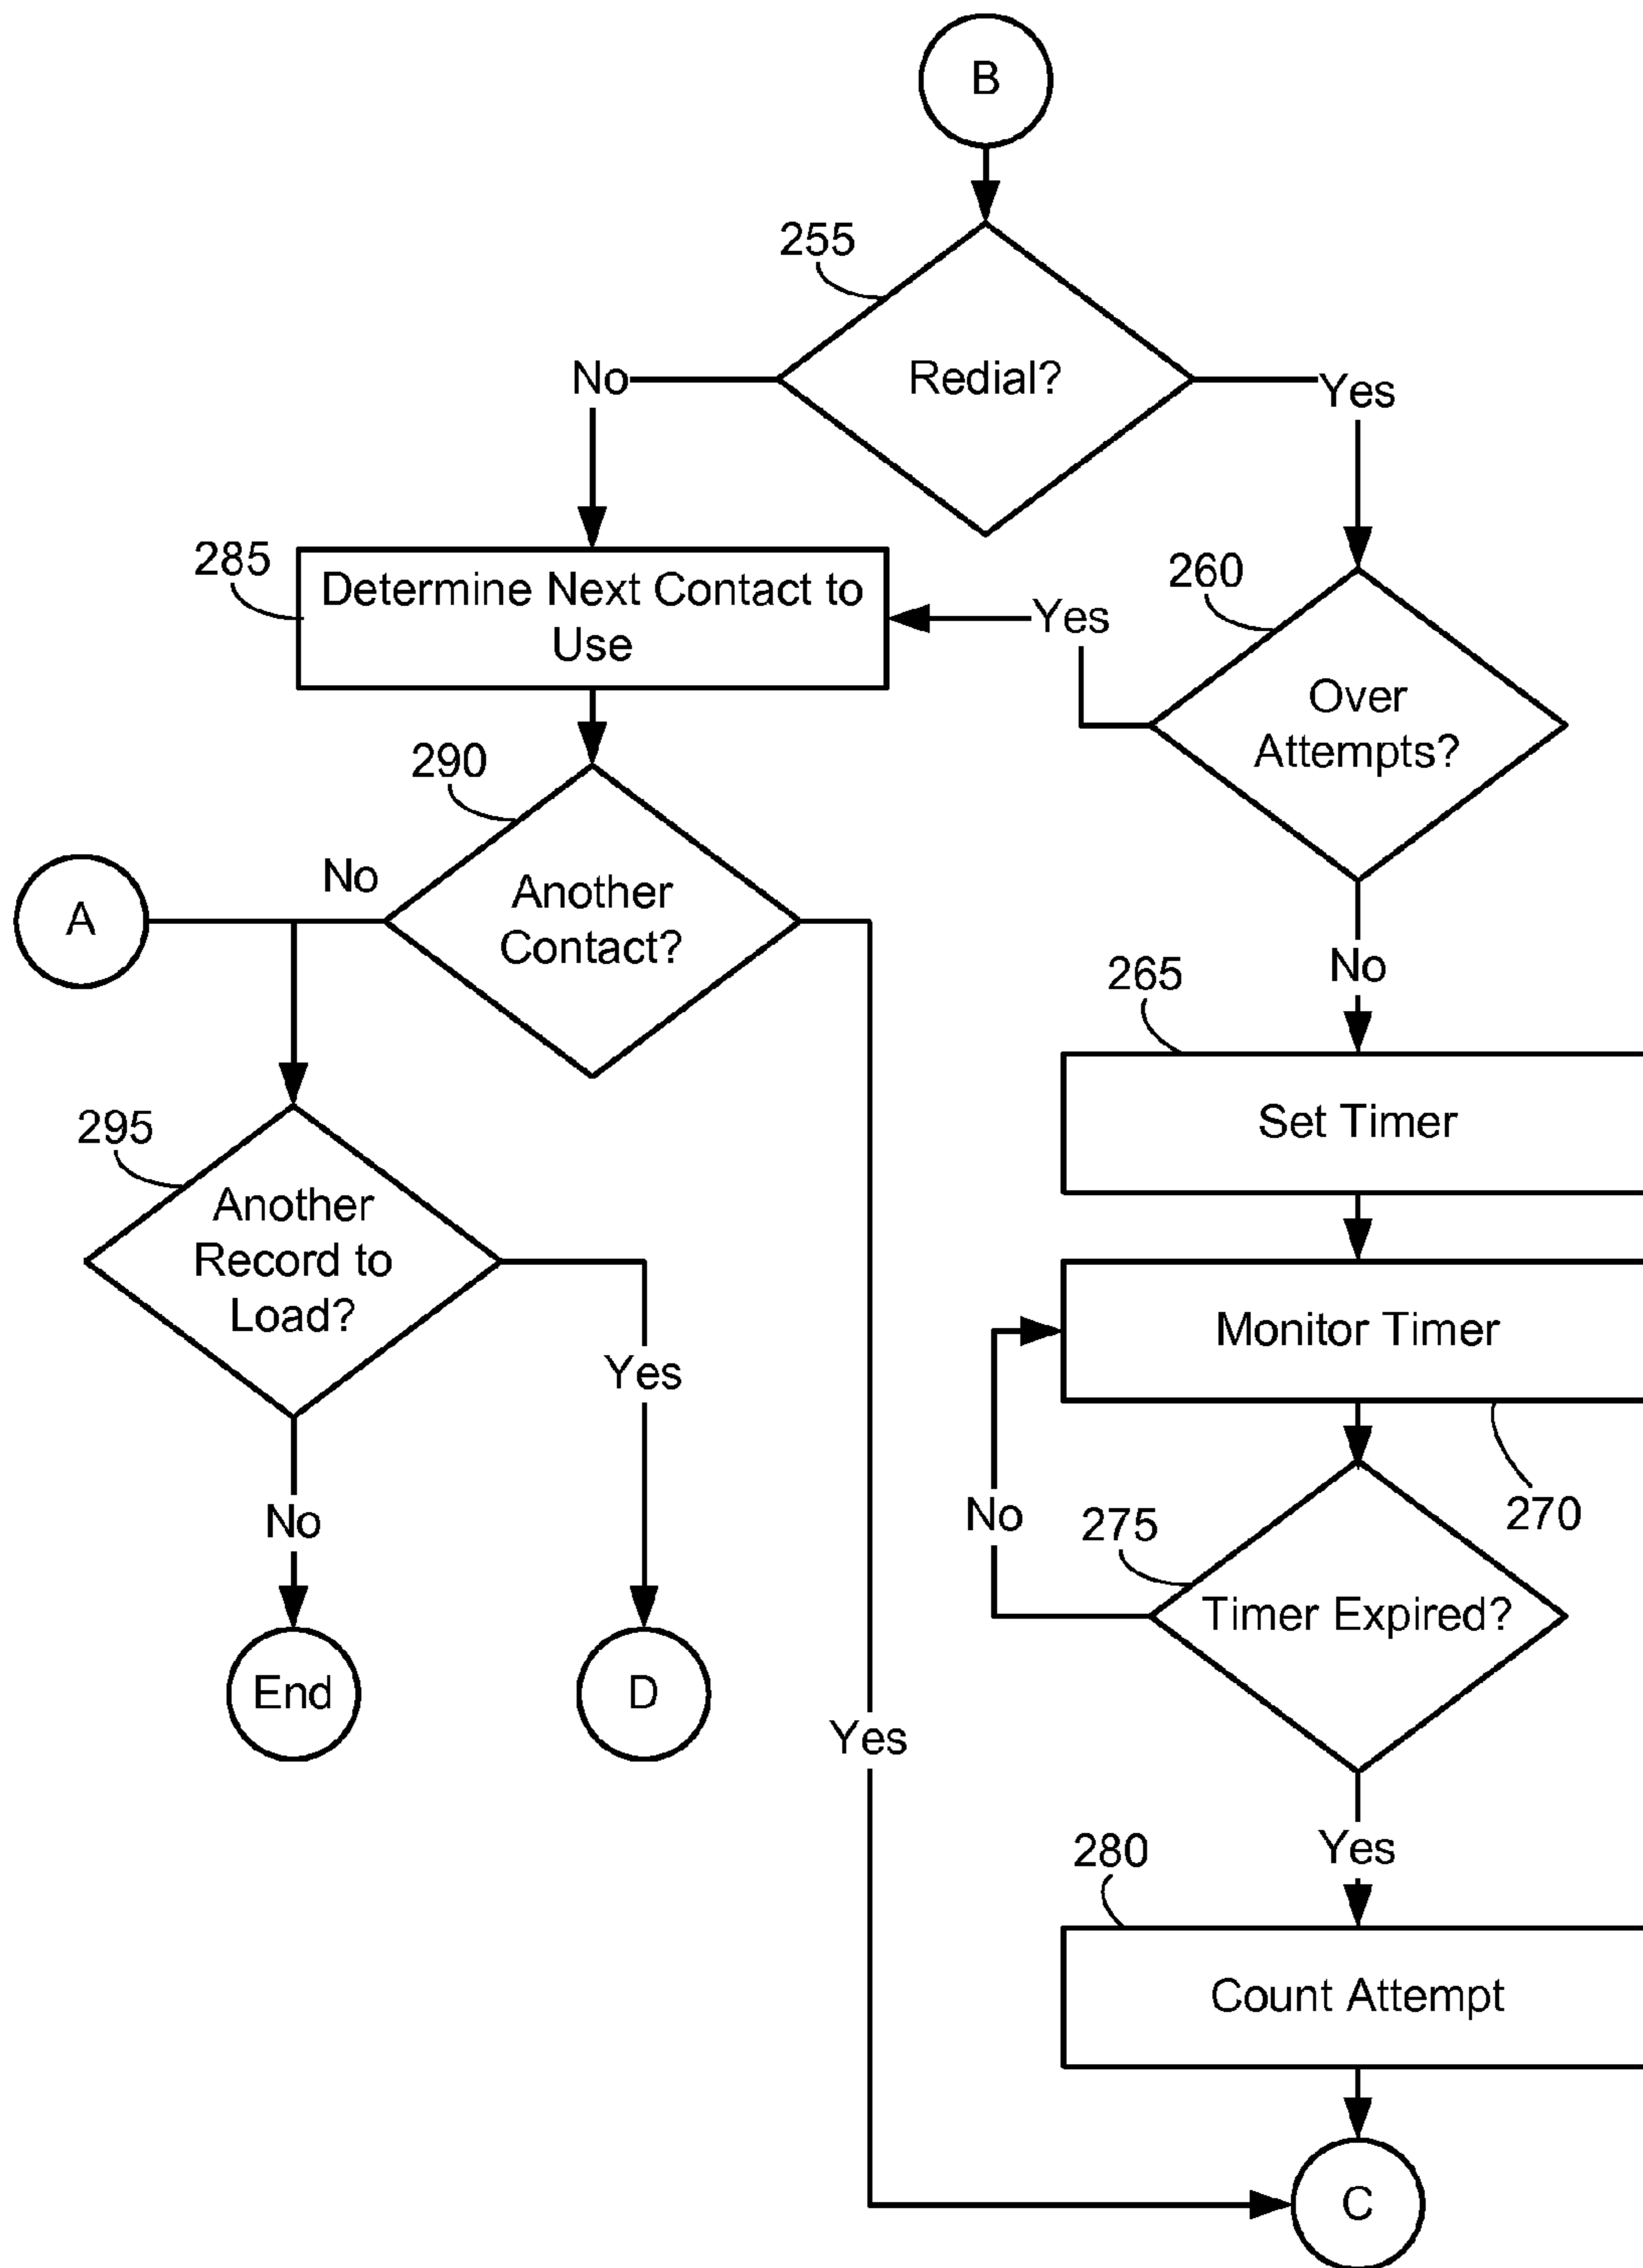 B
255
Redial?
No
Yes
285
Determine Next Contact to
Use
Yes
260
Over
Attempts?
290
No
Another
Contact?
A
No
265
Set Timer
295
Another
Record to
Load?
Monitor Timer
Yes
No
No
275
270
Timer Expired?
End
D
Yes
Yes
280
Count Attempt
C